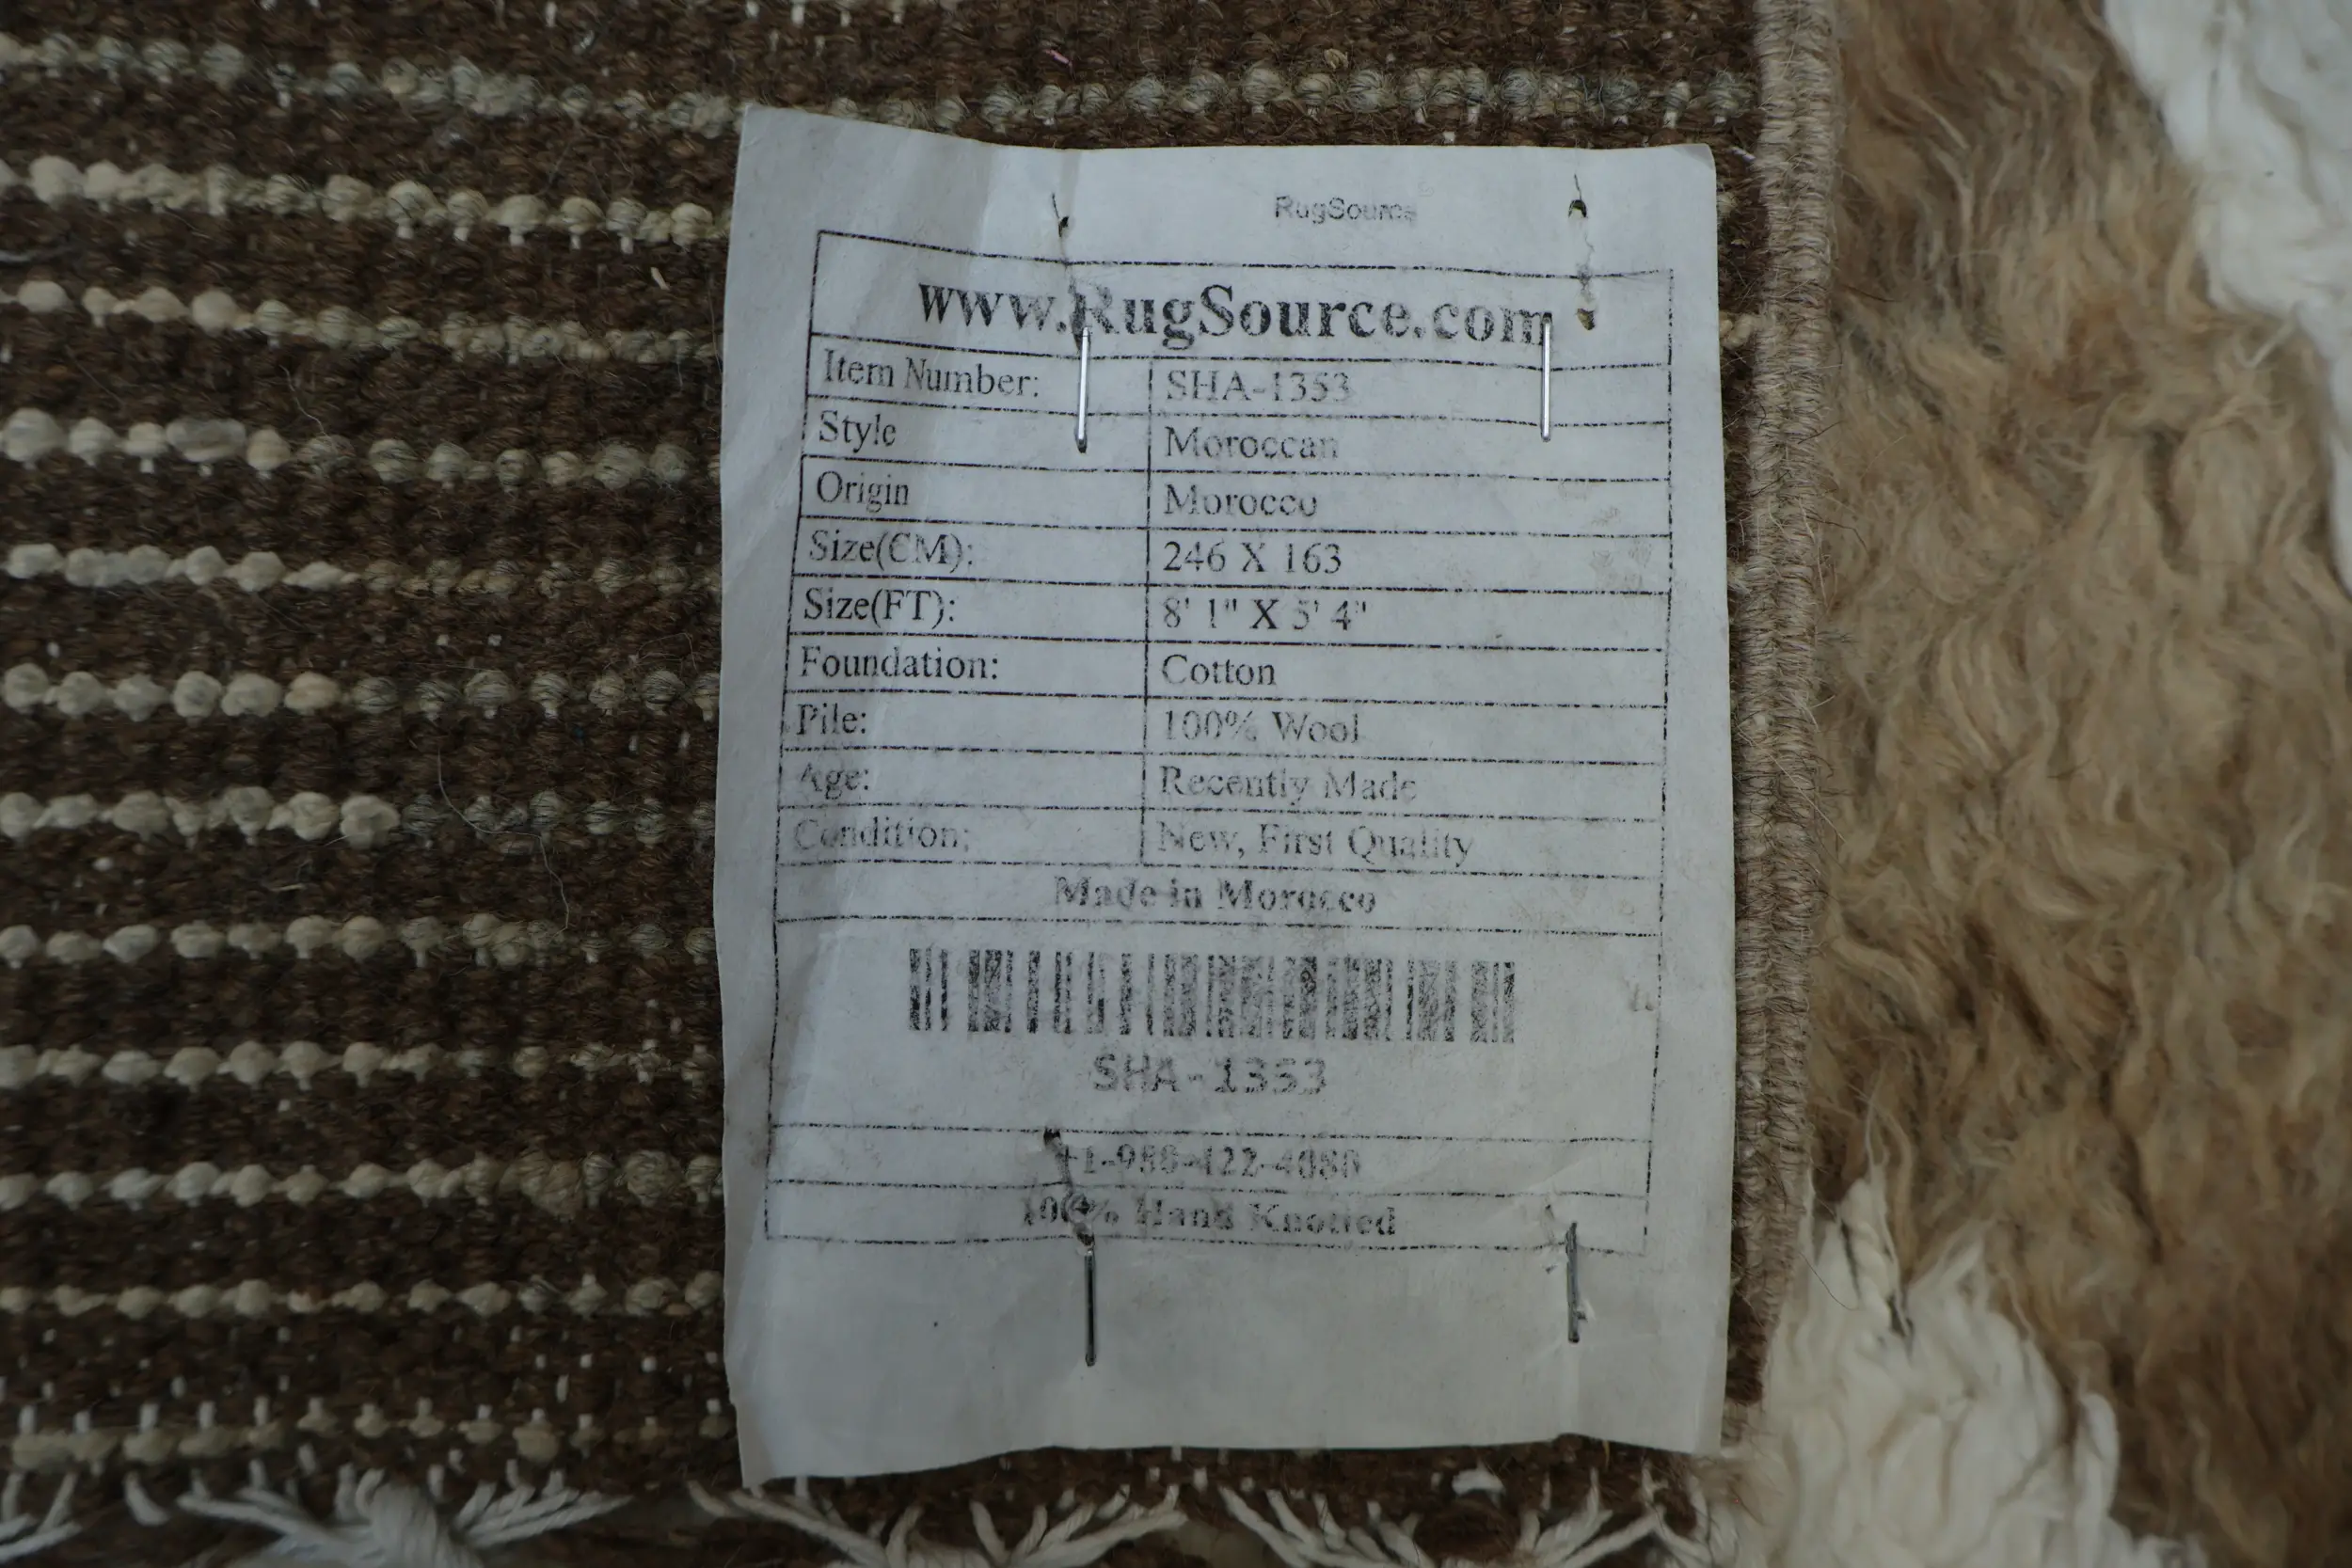 RugSource
www.RugSource.com
Item Number: SHA-1353
Style Moroccan
Origin Morocco
Size(CM): 246 X 163
Size(FT): 8' 1" X 5' 4"
Foundation: Cotton
Pile: 100% Wool
Age: Recently Made
Condition: New, First Quality
Made in Morocco
SHA-1353
100% Hand Knotted